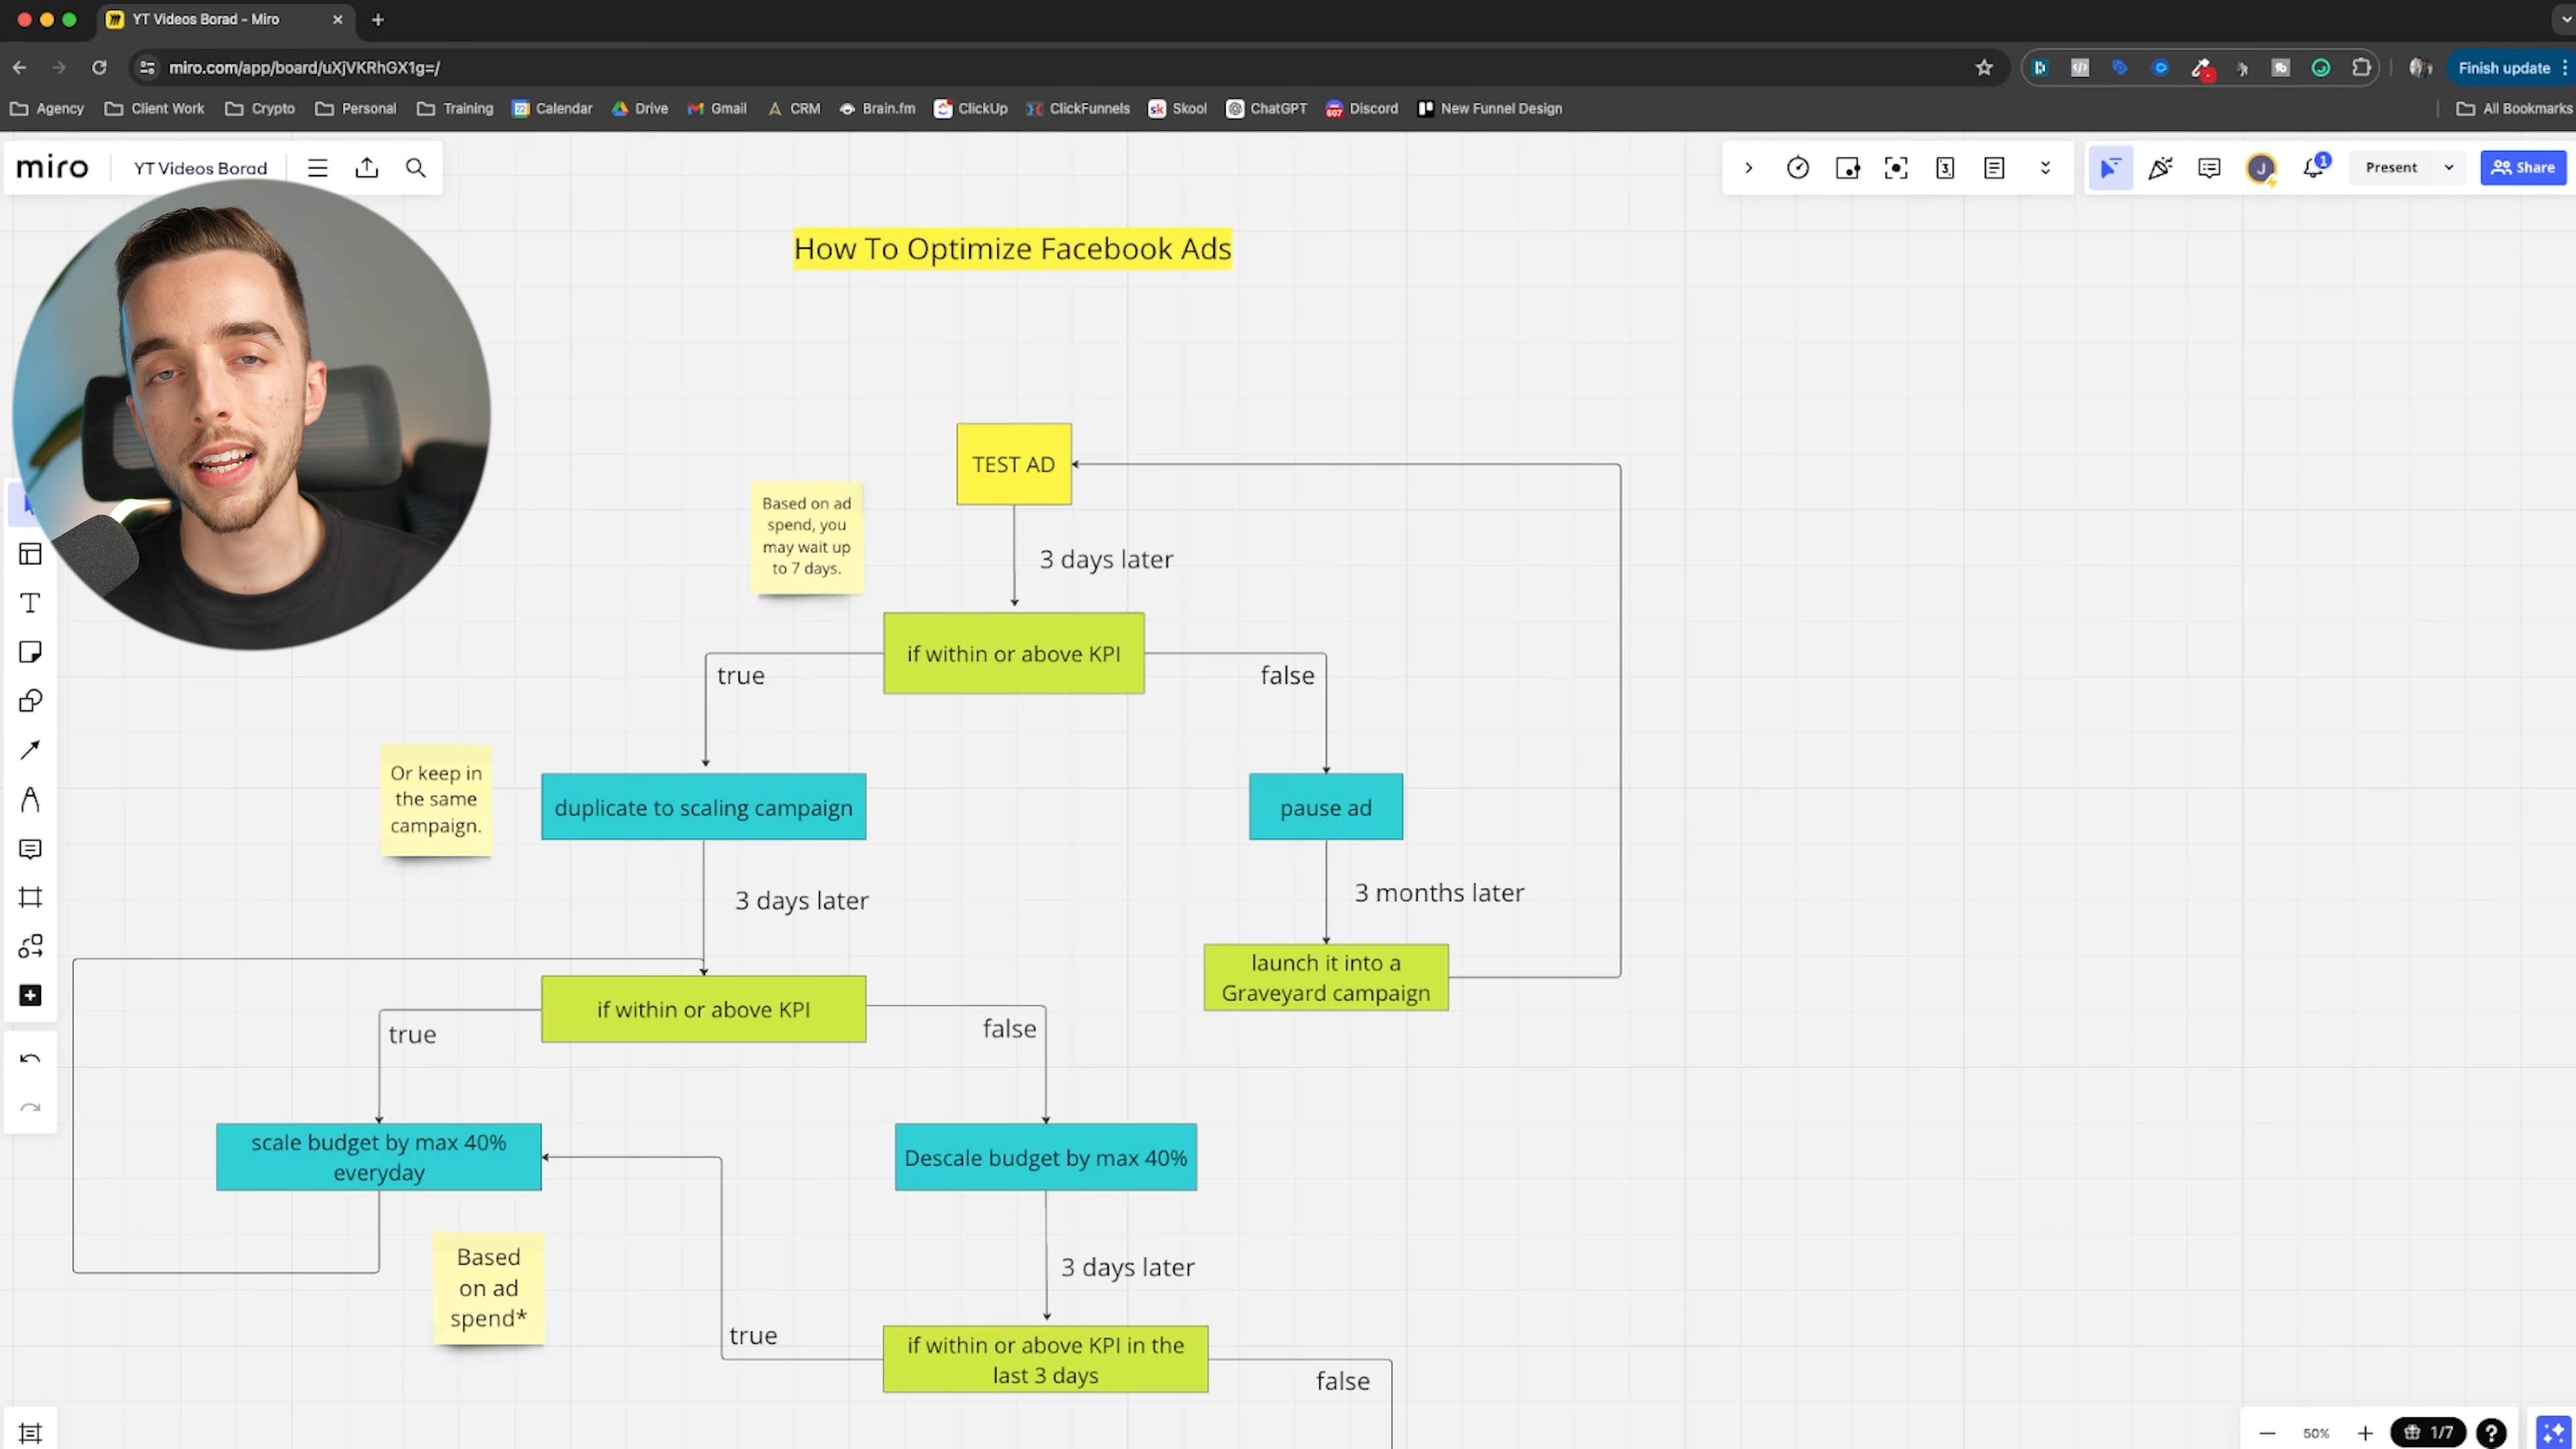 YT Videos Borad - Miro
miro.com/app/board/uXjVKRhGX1g=/
Finish update
Agency
Client Work
Crypto
Personal
Training
Calendar
Drive
Gmail
CRM
Brain.fm
ClickUp
ClickFunnels
Skool
ChatGPT
Discord
New Funnel Design
All Bookmarks
miro
YT Videos Borad
J
1
Present
Share
How To Optimize Facebook Ads
TEST AD
Based on ad
spend, you
may wait up
to 7 days.
3 days later
if within or above KPI
true
false
Or keep in
the same
campaign.
duplicate to scaling campaign
pause ad
3 days later
3 months later
launch it into a
Graveyard campaign
if within or above KPI
true
false
scale budget by max 40%
everyday
Descale budget by max 40%
Based
on ad
spend*
3 days later
true
if within or above KPI in the
last 3 days
false
50%
1/7